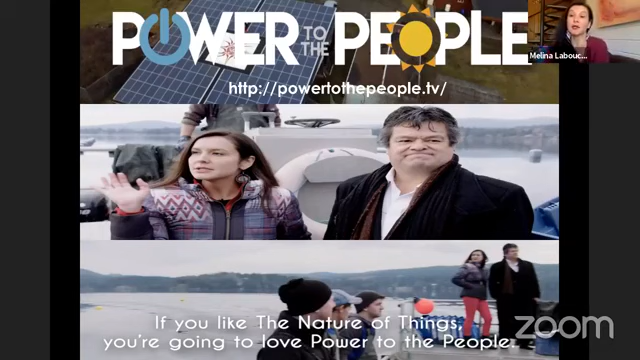 POWER TO THE PEOPLE
Melina Labouc...
http://powertothepeople.tv/
If you like The Nature of Things,
you're going to love Power to the People.
zoom